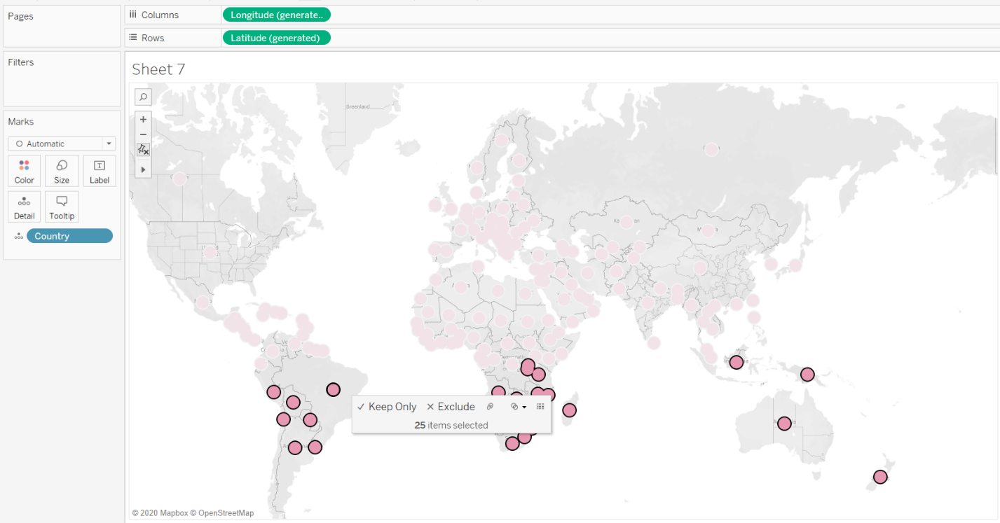 Pages
Columns
Longitude (generate..
Rows
Latitude (generated)
Filters
Sheet 7
Marks
Automatic
Color
Size
Label
Detail
Tooltip
Country
Greenland
Keep Only
Exclude
25 items selected
© 2020 Mapbox © OpenStreetMap